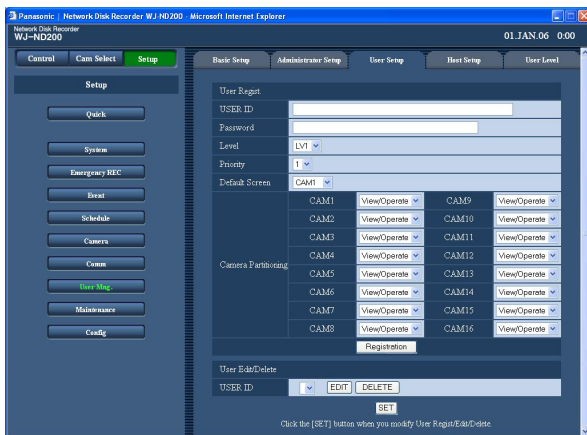 Panasonic | Network Disk Recorder WJ-ND200 - Microsoft Internet Explorer
Network Disk Recorder
WJ-ND200
01.JAN.06 0:00
Control Cam Select Setup
Basic Setup Administrator Setup User Setup Host Setup User Level
Setup
Quick
System
Emergency REC
Event
Schedule
Camera
Comm
User Mng.
Maintenance
Config
User Regist.
USER ID
Password
Level LV1
Priority 1
Default Screen CAM1
Camera Partitioning
CAM1 View/Operate CAM9 View/Operate
CAM2 View/Operate CAM10 View/Operate
CAM3 View/Operate CAM11 View/Operate
CAM4 View/Operate CAM12 View/Operate
CAM5 View/Operate CAM13 View/Operate
CAM6 View/Operate CAM14 View/Operate
CAM7 View/Operate CAM15 View/Operate
CAM8 View/Operate CAM16 View/Operate
Registration
User Edit/Delete
USER ID EDIT DELETE
SET
Click the [SET] button when you modify User Regist/Edit/Delete.